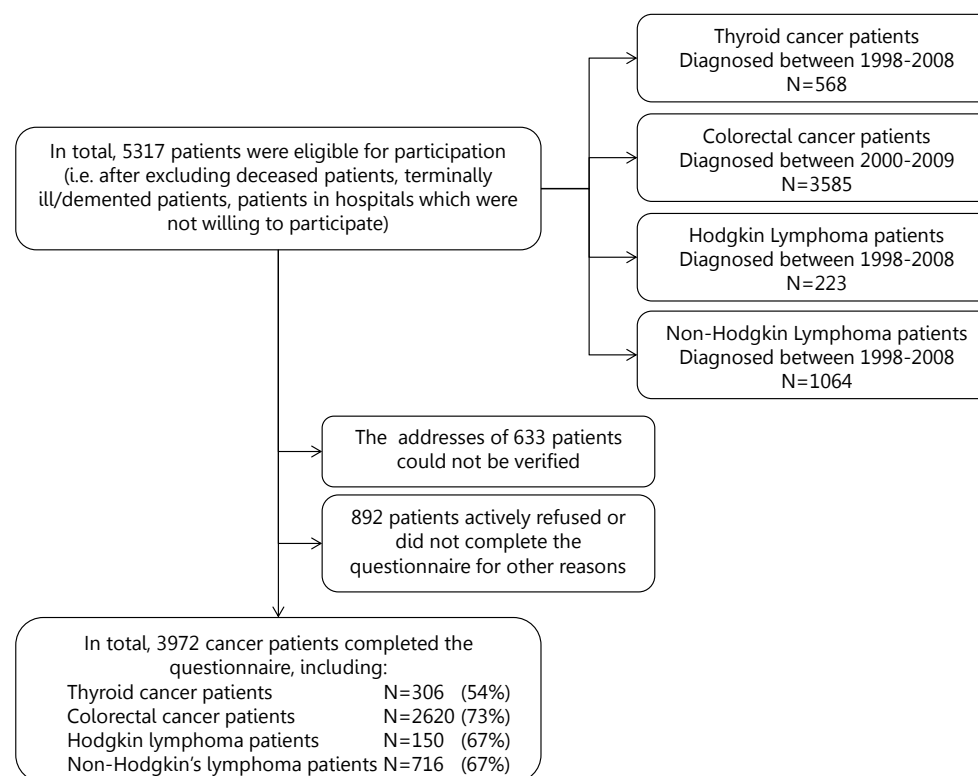 Thyroid cancer patients
Diagnosed between 1998-2008
N=568
In total, 5317 patients were eligible for participation
(i.e. after excluding deceased patients, terminally
ill/demented patients, patients in hospitals which were
not willing to participate)
Colorectal cancer patients
Diagnosed between 2000-2009
N=3585
Hodgkin Lymphoma patients
Diagnosed between 1998-2008
N=223
Non-Hodgkin Lymphoma patients
Diagnosed between 1998-2008
N=1064
The addresses of 633 patients
could not be verified
892 patients actively refused or
did not complete the
questionnaire for other reasons
In total, 3972 cancer patients completed the
questionnaire, including:
Thyroid cancer patients N=306 (54%)
Colorectal cancer patients N=2620 (73%)
Hodgkin lymphoma patients N=150 (67%)
Non-Hodgkin's lymphoma patients N=716 (67%)